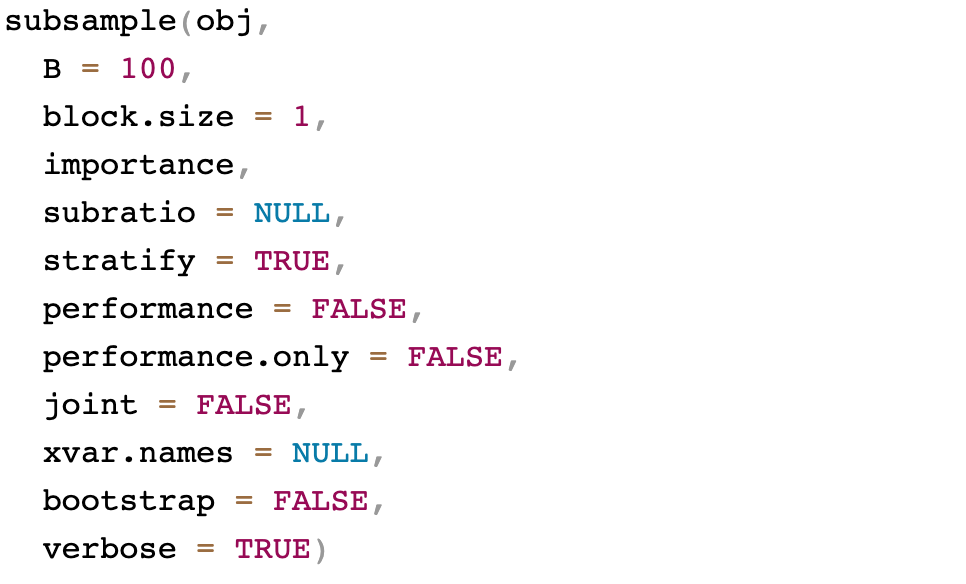 subsample(obj,
  B = 100,
  block.size = 1,
  importance,
  subratio = NULL,
  stratify = TRUE,
  performance = FALSE,
  performance.only = FALSE,
  joint = FALSE,
  xvar.names = NULL,
  bootstrap = FALSE,
  verbose = TRUE)